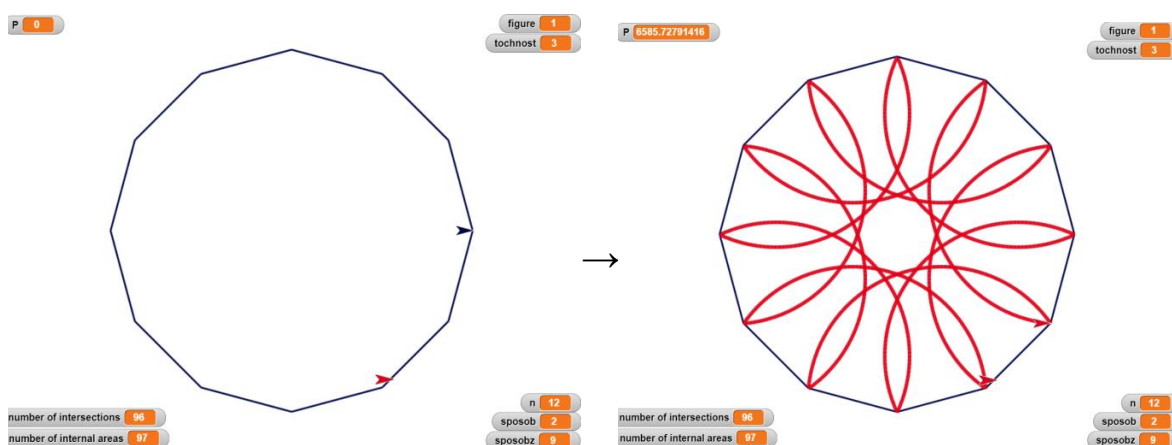 P 0
figure 1
tochnost 3
number of intersections 96
number of internal areas 97
n 12
sposob 2
sposobz 9
→
P 6585.72791416
figure 1
tochnost 3
number of intersections 96
number of internal areas 97
n 12
sposob 2
sposobz 9